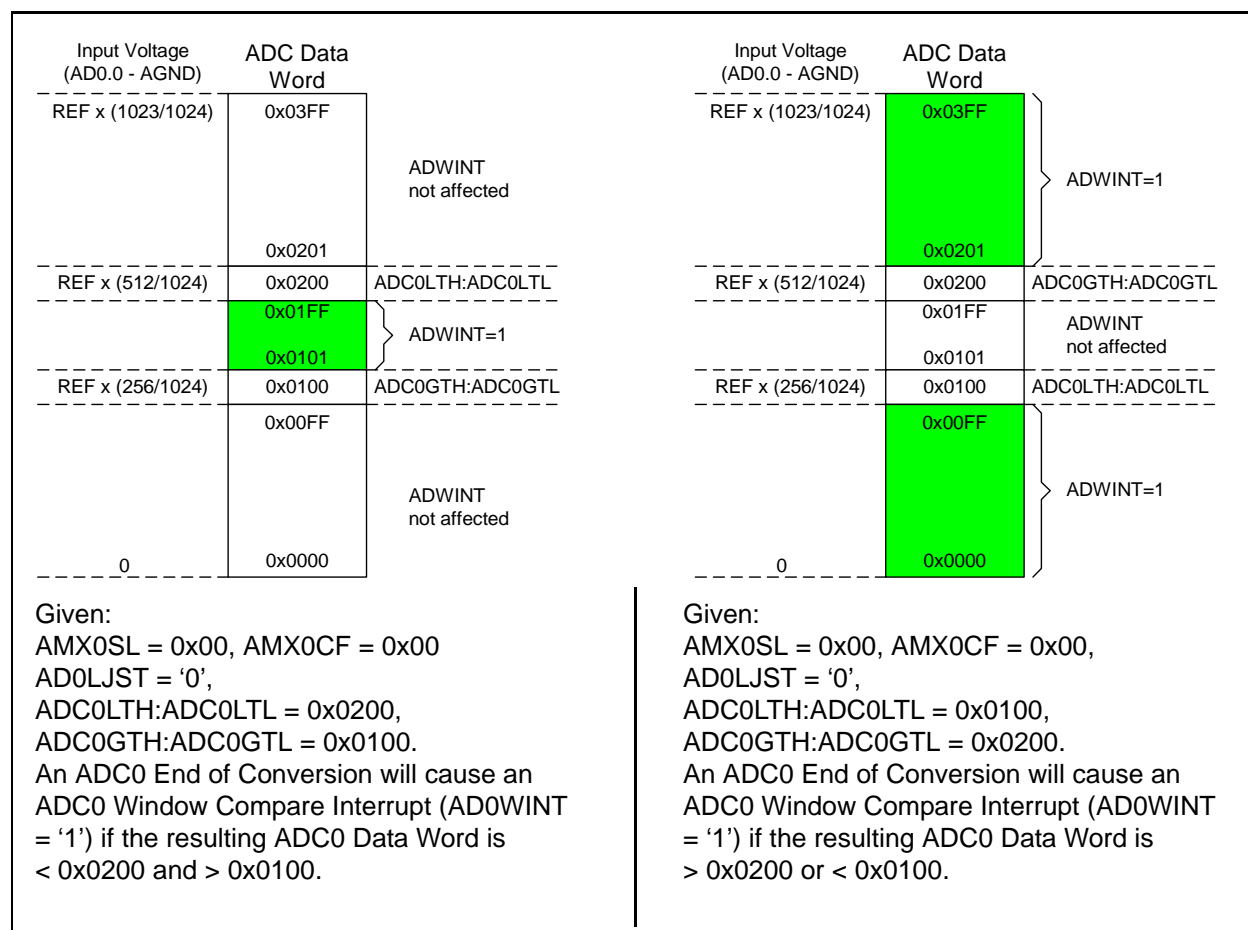 Input Voltage
(AD0.0 - AGND)
ADC Data
Word
REF x (1023/1024)
0x03FF
ADWINT
not affected
0x0201
REF x (512/1024)
0x0200
ADC0LTH:ADC0LTL
0x01FF
ADWINT=1
0x0101
REF x (256/1024)
0x0100
ADC0GTH:ADC0GTL
0x00FF
ADWINT
not affected
0
0x0000
Given:
AMX0SL = 0x00, AMX0CF = 0x00
AD0LJST = ‘0’,
ADC0LTH:ADC0LTL = 0x0200,
ADC0GTH:ADC0GTL = 0x0100.
An ADC0 End of Conversion will cause an
ADC0 Window Compare Interrupt (AD0WINT
= ‘1’) if the resulting ADC0 Data Word is
< 0x0200 and > 0x0100.
Input Voltage
(AD0.0 - AGND)
ADC Data
Word
REF x (1023/1024)
0x03FF
ADWINT=1
0x0201
REF x (512/1024)
0x0200
ADC0GTH:ADC0GTL
0x01FF
ADWINT
not affected
0x0101
REF x (256/1024)
0x0100
ADC0LTH:ADC0LTL
0x00FF
ADWINT=1
0
0x0000
Given:
AMX0SL = 0x00, AMX0CF = 0x00,
AD0LJST = ‘0’,
ADC0LTH:ADC0LTL = 0x0100,
ADC0GTH:ADC0GTL = 0x0200.
An ADC0 End of Conversion will cause an
ADC0 Window Compare Interrupt (AD0WINT
= ‘1’) if the resulting ADC0 Data Word is
> 0x0200 or < 0x0100.